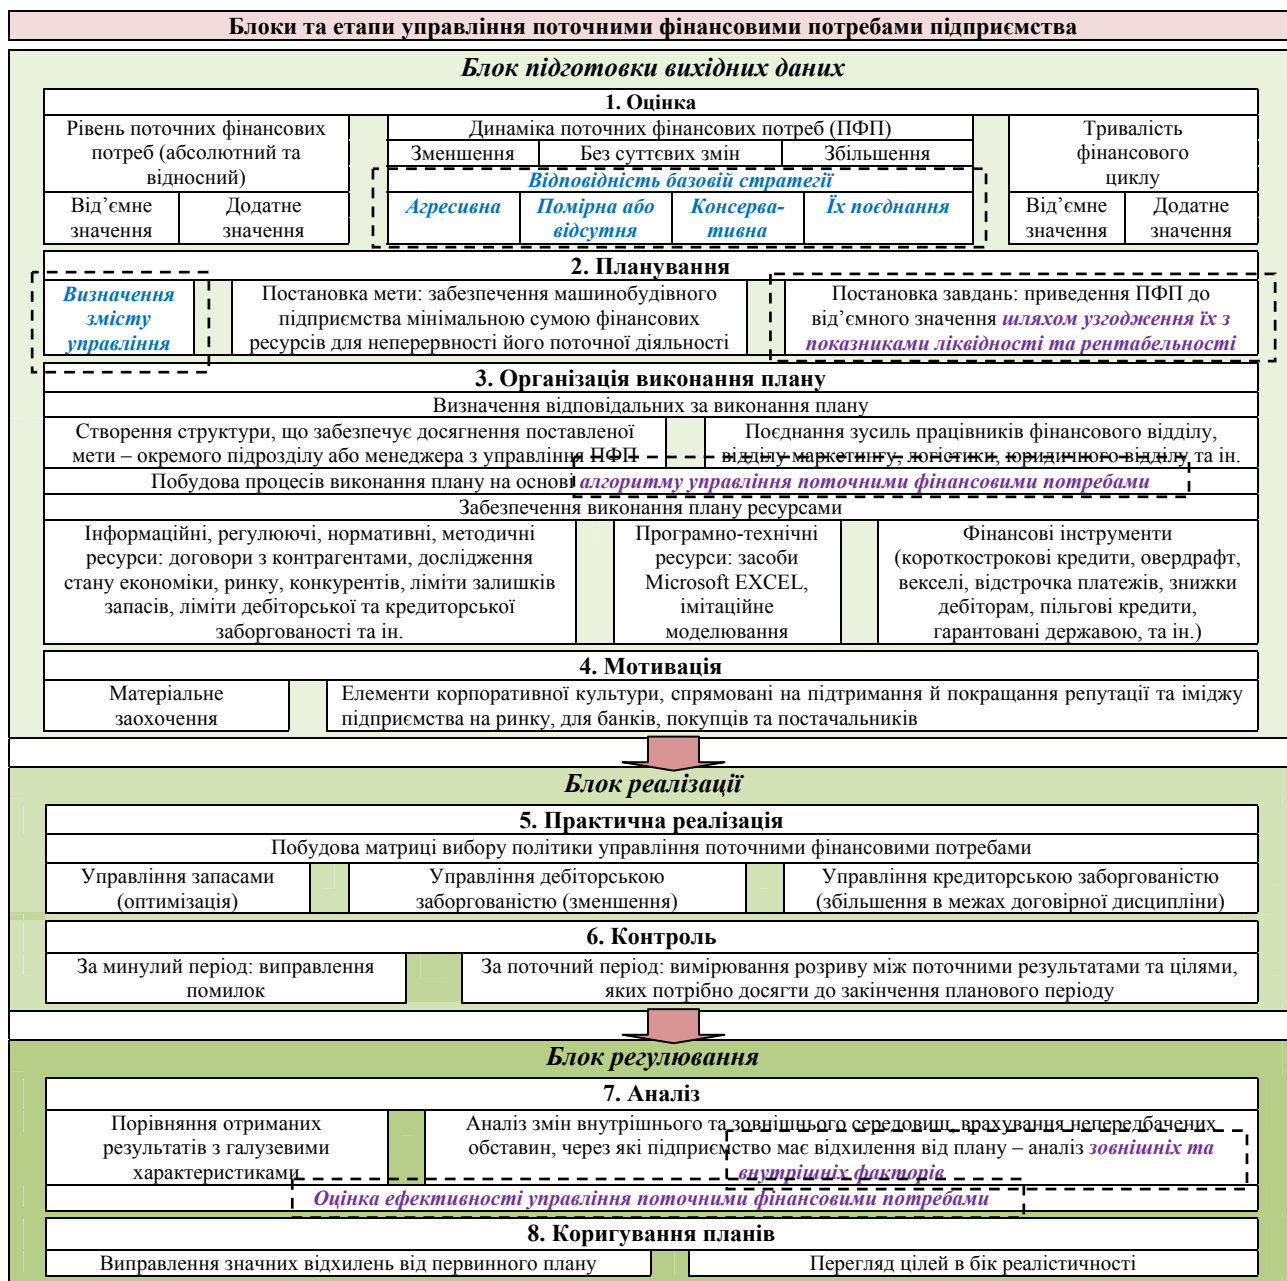 Блоки та етапи управління поточними фінансовими потребами підприємства
Блок підготовки вихідних даних
1. Оцінка
Рівень поточних фінансових
потреб (абсолютний та
відносний)
Від’ємне
значення
Додатне
значення
Динаміка поточних фінансових потреб (ПФП)
Зменшення
Без суттєвих змін
Збільшення
Відповідність базовій стратегії
Агресивна
Помірна або
відсутня
Консерва-
тивна
Їх поєднання
Тривалість
фінансового
циклу
Від’ємне
значення
Додатне
значення
2. Планування
Визначення
змісту
управління
Постановка мети: забезпечення машинобудівного
підприємства мінімальною сумою фінансових
ресурсів для неперервності його поточної діяльності
Постановка завдань: приведення ПФП до
від’ємного значення шляхом узгодження їх з
показниками ліквідності та рентабельності
3. Організація виконання плану
Визначення відповідальних за виконання плану
Створення структури, що забезпечує досягнення поставленої
мети – окремого підрозділу або менеджера з управління ПФП
Поєднання зусиль працівників фінансового відділу,
відділу маркетингу, логістики, юридичного відділу та ін.
Побудова процесів виконання плану на основі алгоритму управління поточними фінансовими потребами
Забезпечення виконання плану ресурсами
Інформаційні, регулюючі, нормативні, методичні
ресурси: договори з контрагентами, дослідження
стану економіки, ринку, конкурентів, ліміти залишків
запасів, ліміти дебіторської та кредиторської
заборгованості та ін.
Програмно-технічні
ресурси: засоби
Microsoft EXCEL,
імітаційне
моделювання
Фінансові інструменти
(короткострокові кредити, овердрафт,
векселі, відстрочка платежів, знижки
дебіторам, пільгові кредити,
гарантовані державою, та ін.)
4. Мотивація
Матеріальне
заохочення
Елементи корпоративної культури, спрямовані на підтримання й покращання репутації та іміджу
підприємства на ринку, для банків, покупців та постачальників
Блок реалізації
5. Практична реалізація
Побудова матриці вибору політики управління поточними фінансовими потребами
Управління запасами
(оптимізація)
Управління дебіторською
заборгованістю (зменшення)
Управління кредиторською заборгованістю
(збільшення в межах договірної дисципліни)
6. Контроль
За минулий період: виправлення
помилок
За поточний період: вимірювання розриву між поточними результатами та цілями,
яких потрібно досягти до закінчення планового періоду
Блок регулювання
7. Аналіз
Порівняння отриманих
результатів з галузевими
характеристиками
Аналіз змін внутрішнього та зовнішнього середовищ, врахування непередбачених
обставин, через які підприємство має відхилення від плану – аналіз зовнішніх та
внутрішніх факторів
Оцінка ефективності управління поточними фінансовими потребами
8. Коригування планів
Виправлення значних відхилень від первинного плану
Перегляд цілей в бік реалістичності